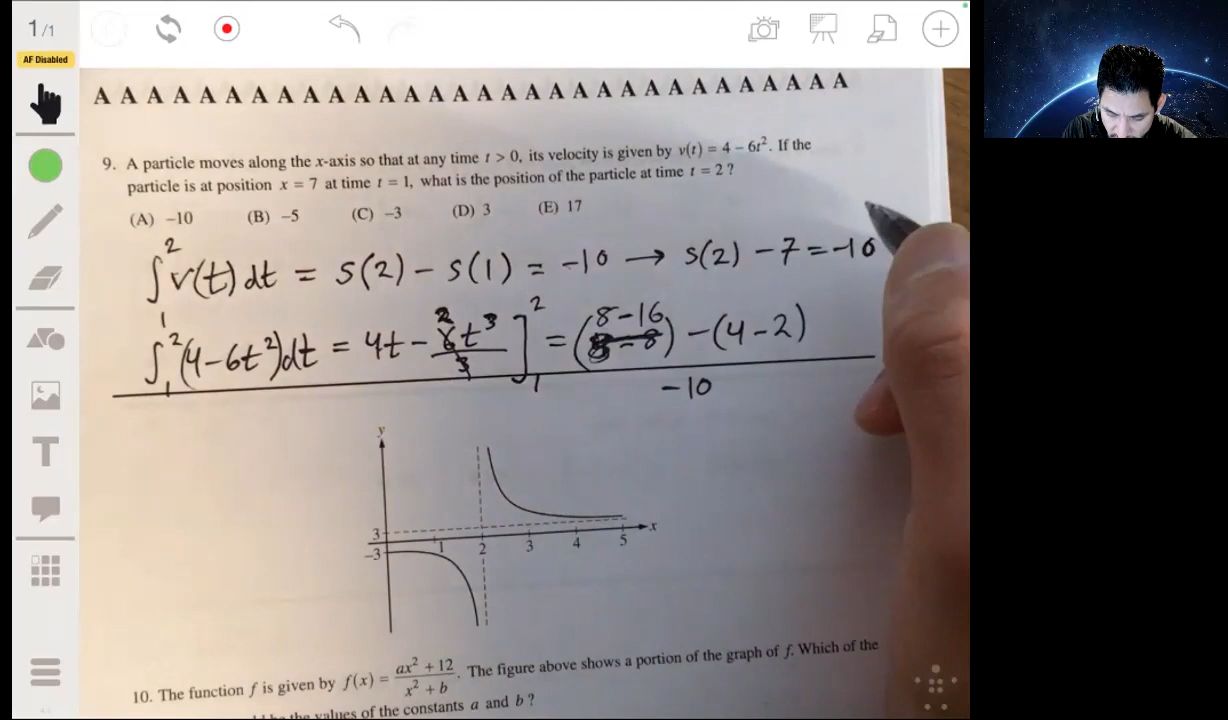 1/1
AF Disabled
A A A A A A A A A A A A A A A A A A A A A A A A A A A A A
9. A particle moves along the x-axis so that at any time t > 0, its velocity is given by v(t) = 4 − 6t². If the
particle is at position x = 7 at time t = 1, what is the position of the particle at time t = 2 ?
(A) −10 (B) −5 (C) −3 (D) 3 (E) 17
∫₁² v(t) dt = s(2) − s(1) = −10 → s(2) − 7 = −10
∫₁² (4 − 6t²) dt = 4t − 6t³/3 2 ]₁² = (8 − 16) − (4 − 2)
−10
y
3
−3
1 2 3 4 5 x
10. The function f is given by f(x) = (ax² + 12)/(x² + b). The figure above shows a portion of the graph of f. Which of the
the values of the constants a and b ?
T